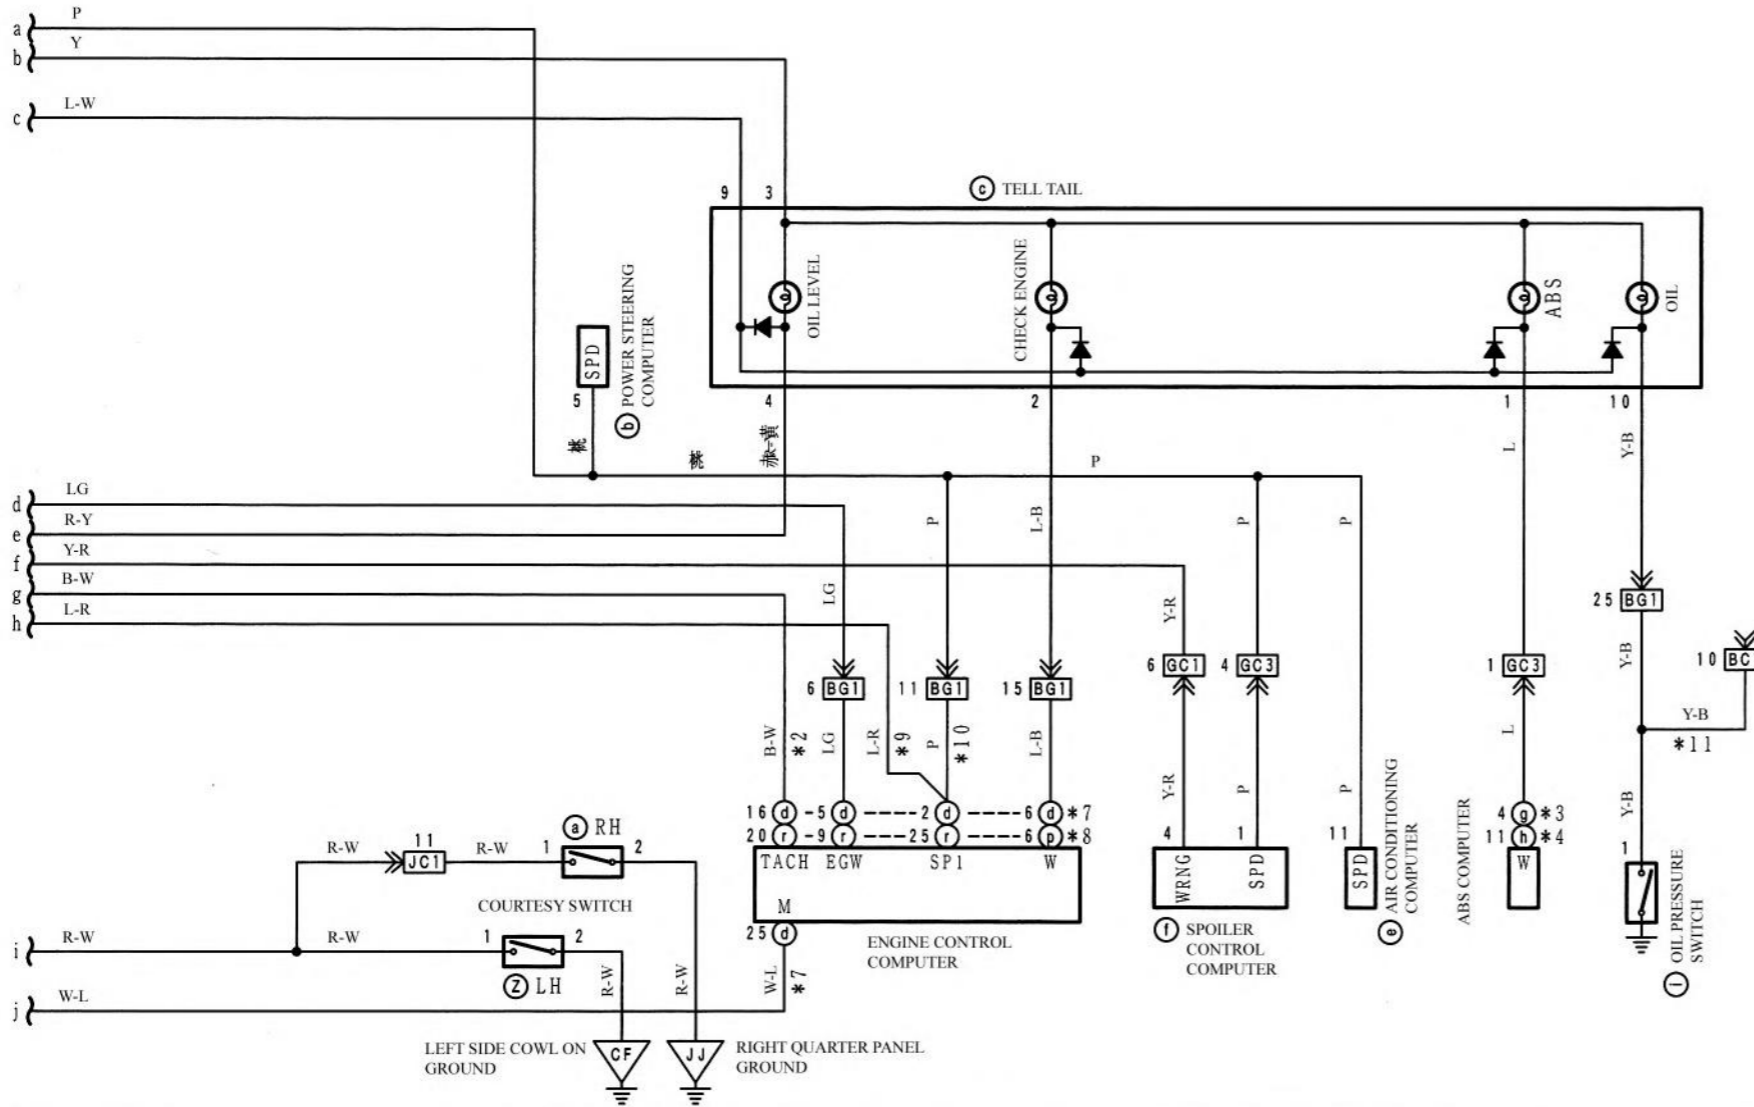 a P
b Y
c L-W
9 3
ⓒ TELL TAIL
OIL LEVEL
CHECK ENGINE
ABS
OIL
SPD
5
ⓑ POWER STEERING
COMPUTER
4 2 1 10
桃
桃
赤-黄
P
L
Y-B
d LG
e R-Y
f Y-R
g B-W
h L-R
P
L-B
P
P
LG
Y-R
25 BG1
Y-B
10 BC
Y-B
*11
6 BG1
11 BG1
15 BG1
6 GC1
4 GC3
1 GC3
B-W
*2
LG
L-R
*9
P
*10
L-B
Y-R
P
P
L
Y-B
16 ⓓ -5 ⓓ ----- 2 ⓓ ---- 6 ⓓ *7
20 ⓡ -9 ⓡ ---- 25 ⓡ ---- 6 ⓟ *8
TACH EGW SP1 W
M
25 ⓓ
ENGINE CONTROL
COMPUTER
W-L
*7
4 1
WRNG SPD
ⓕ SPOILER
CONTROL
COMPUTER
11
SPD
ⓔ AIR CONDITIONING
COMPUTER
4 ⓖ *3
11 ⓗ *4
W
ABS COMPUTER
1
ⓘ OIL PRESSURE
SWITCH
R-W
11
JC1
R-W
1
ⓐ RH
2
COURTESY SWITCH
i R-W
R-W
1 2
Ⓩ LH
R-W
R-W
j W-L
LEFT SIDE COWL ON
GROUND
CF
JJ
RIGHT QUARTER PANEL
GROUND